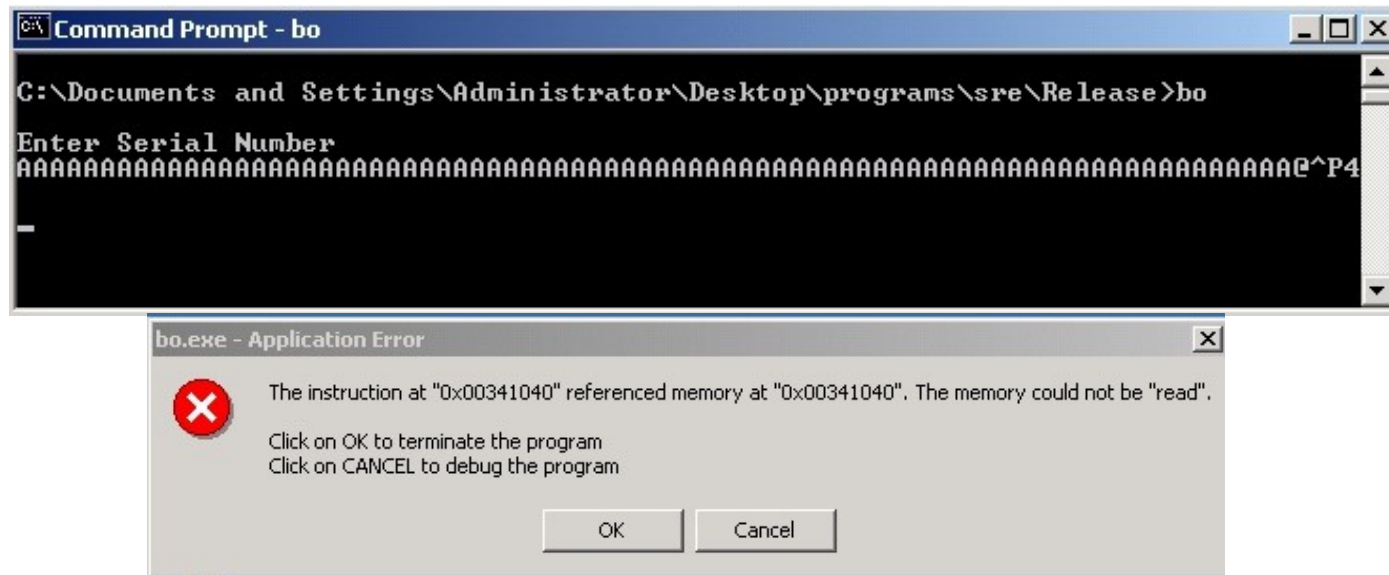 Command Prompt - bo
C:\Documents and Settings\Administrator\Desktop\programs\sre\Release>bo
Enter Serial Number
AAAAAAAAAAAAAAAAAAAAAAAAAAAAAAAAAAAAAAAAAAAAAAAAAAAAAAAAAAAAAAAAAAAAAAAAAAAA@^P4
bo.exe - Application Error
The instruction at "0x00341040" referenced memory at "0x00341040". The memory could not be "read".
Click on OK to terminate the program
Click on CANCEL to debug the program
OK
Cancel